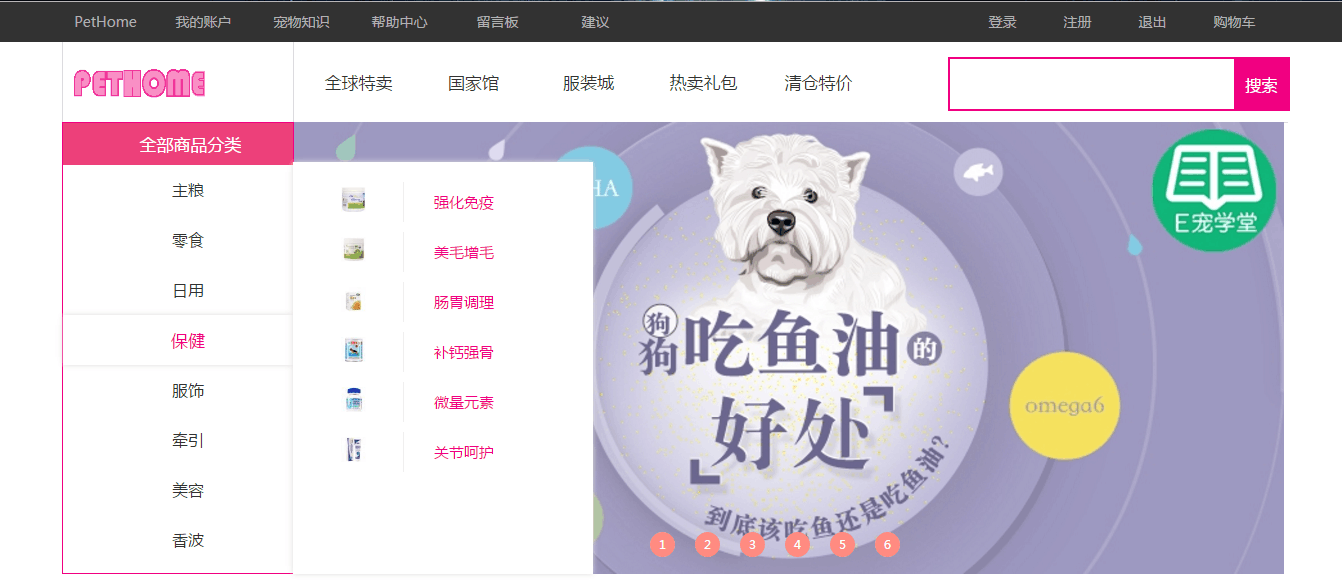 PetHome 我的账户 宠物知识 帮助中心 留言板 建议 登录 注册 退出 购物车
PETHOME 全球特卖 国家馆 服装城 热卖礼包 清仓特价 搜索
全部商品分类
主粮
零食
日用
保健
服饰
牵引
美容
香波
强化免疫
美毛增毛
肠胃调理
补钙强骨
微量元素
关节呵护
HA
E宠学堂
狗狗吃鱼油的
好处
omega6
到底该吃鱼还是吃鱼油?
1 2 3 4 5 6